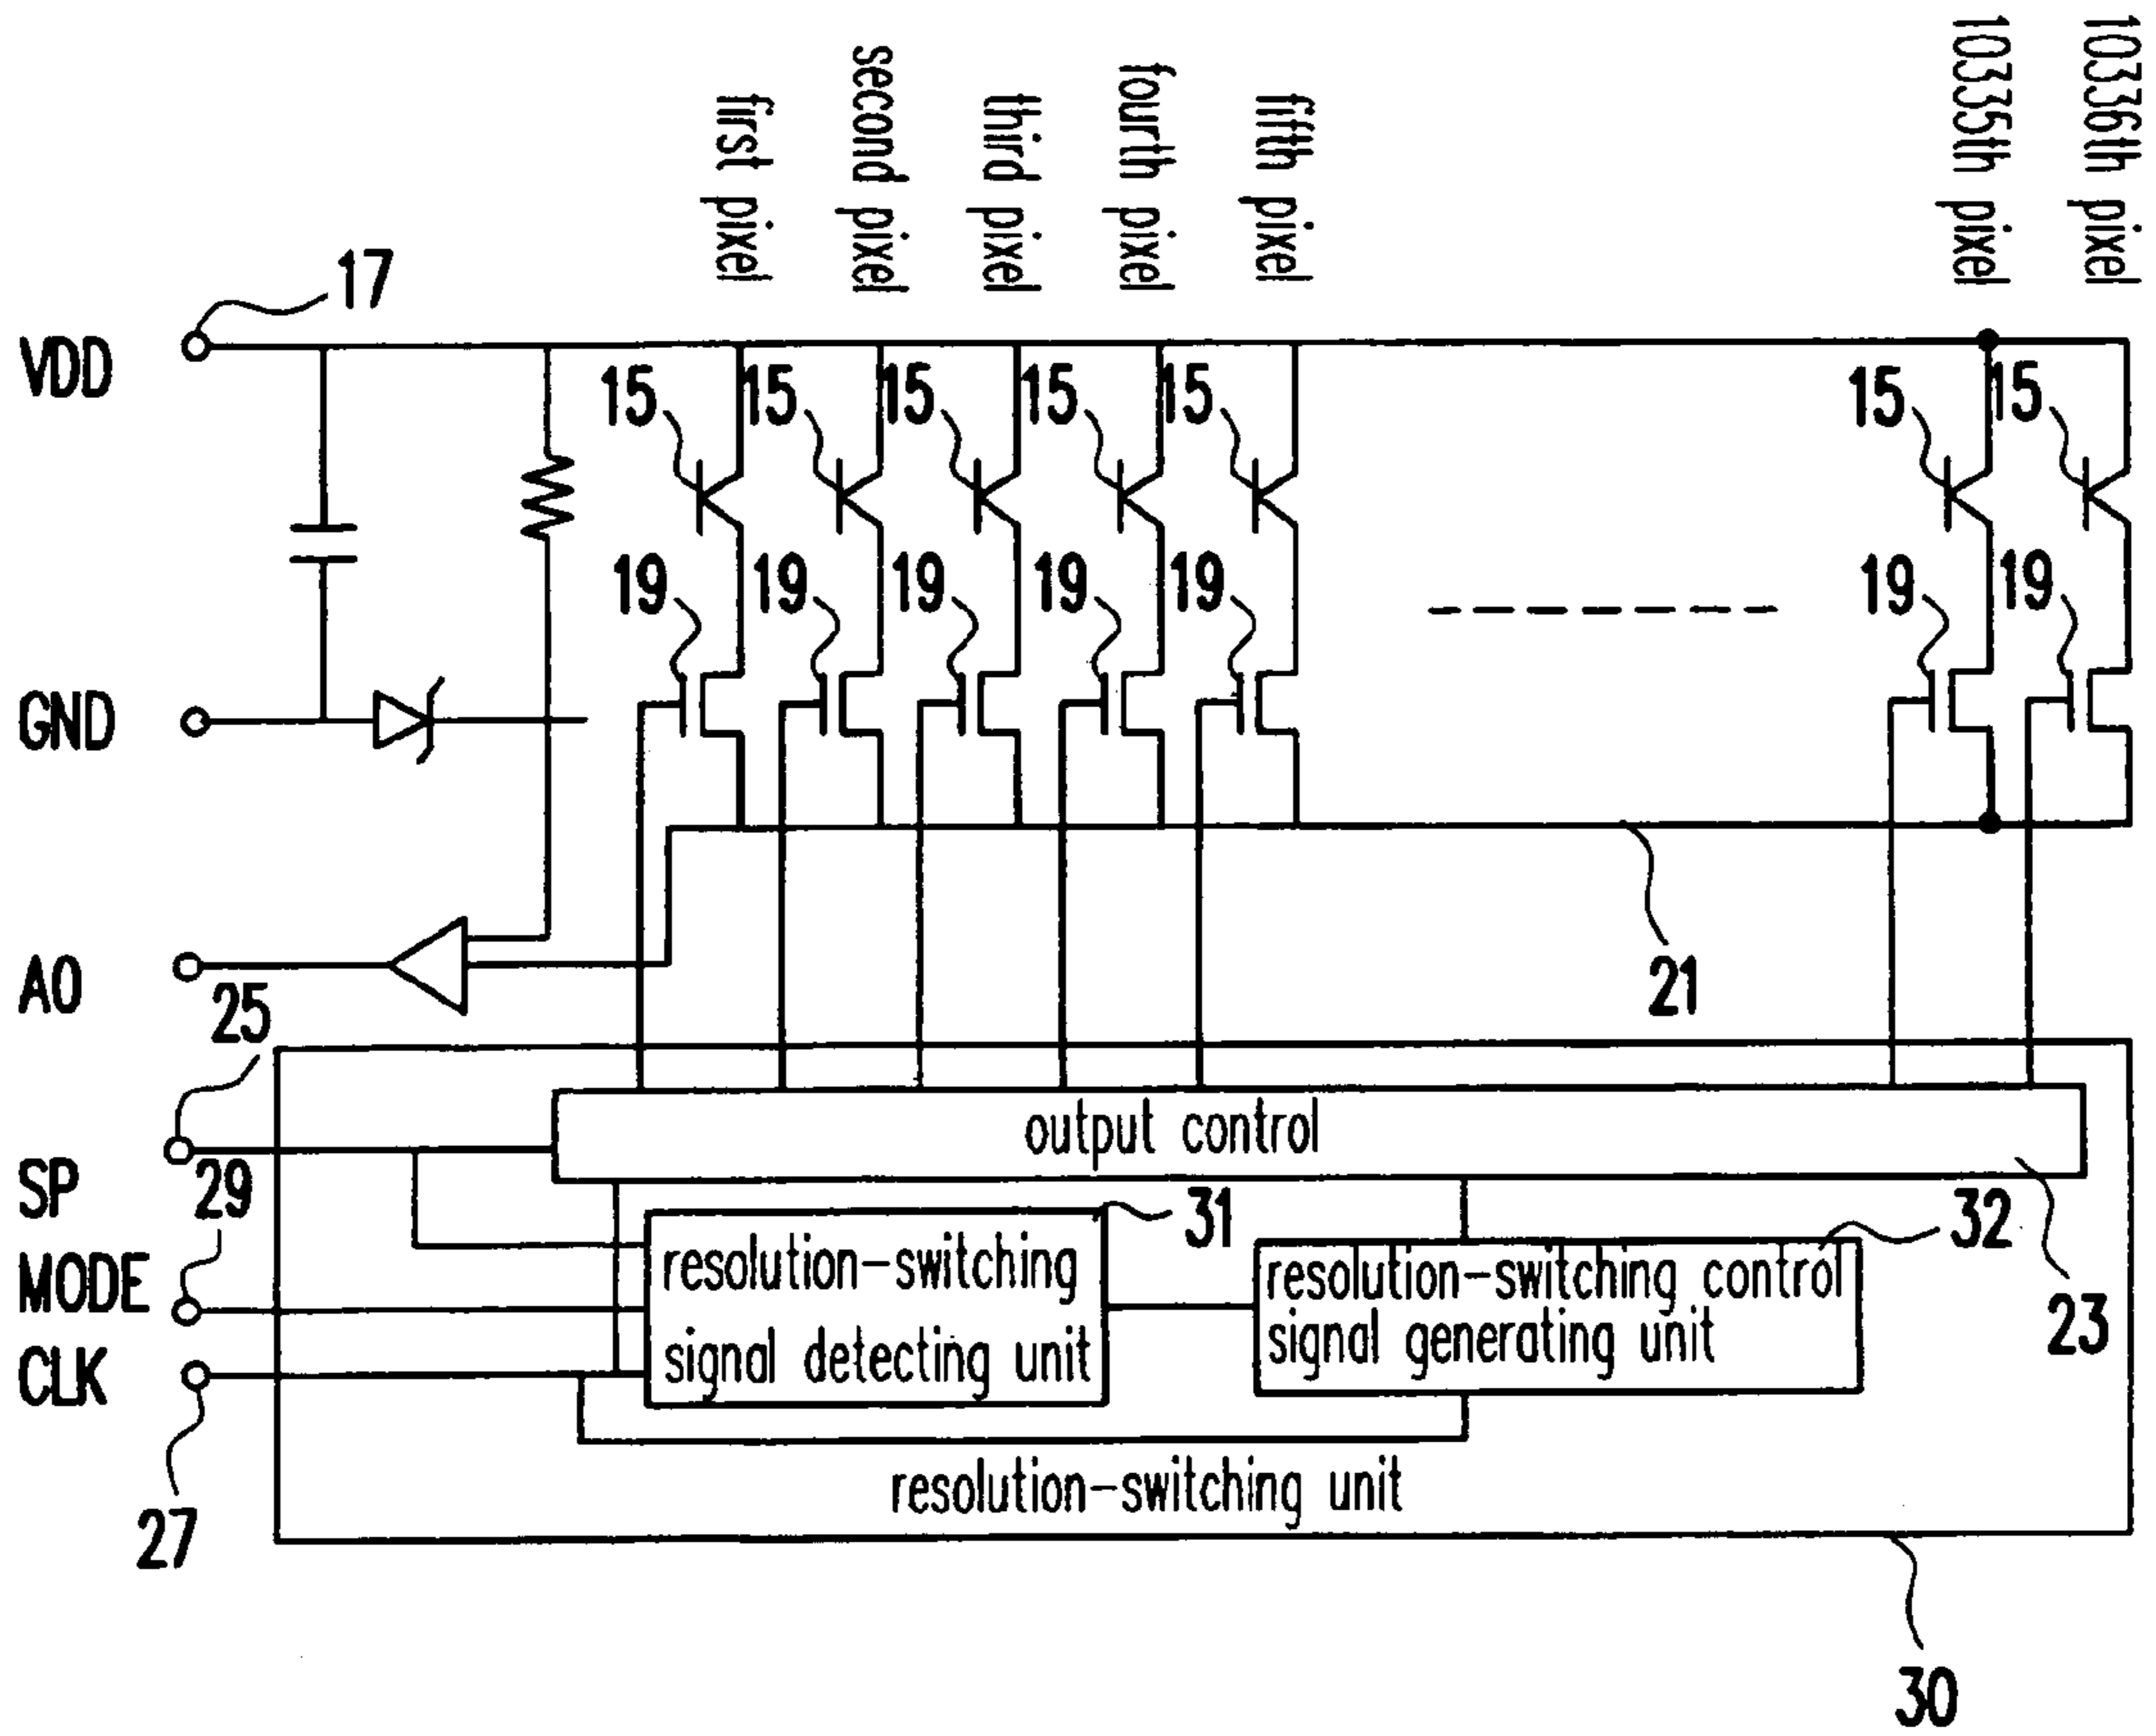 first pixel
second pixel
third pixel
fourth pixel
fifth pixel
10335th pixel
10336th pixel
17
VDD
15 15 15 15 15 15 15
19 19 19 19 19 19 19
GND
21
AO
25
output control
SP
29
31
32
23
MODE
resolution-switching
signal detecting unit
resolution-switching control
signal generating unit
CLK
resolution-switching unit
27
30